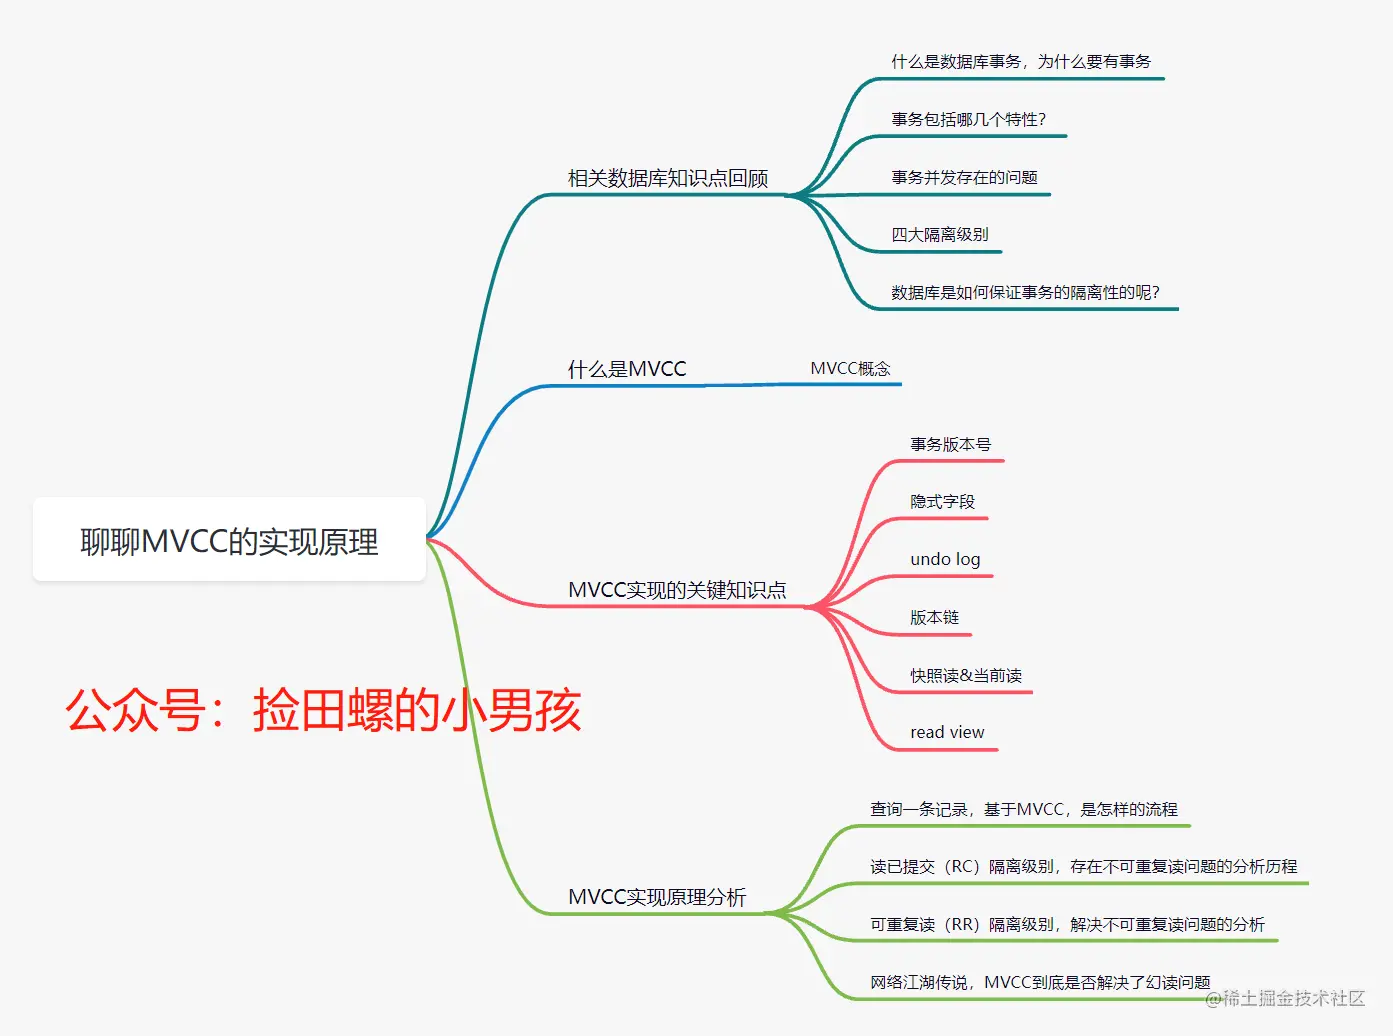 聊聊MVCC的实现原理
相关数据库知识点回顾
什么是数据库事务，为什么要有事务
事务包括哪几个特性？
事务并发存在的问题
四大隔离级别
数据库是如何保证事务的隔离性的呢？
什么是MVCC
MVCC概念
MVCC实现的关键知识点
事务版本号
隐式字段
undo log
版本链
快照读&当前读
read view
MVCC实现原理分析
查询一条记录，基于MVCC，是怎样的流程
读已提交（RC）隔离级别，存在不可重复读问题的分析历程
可重复读（RR）隔离级别，解决不可重复读问题的分析
网络江湖传说，MVCC到底是否解决了幻读问题
公众号：捡田螺的小男孩
@稀土掘金技术社区